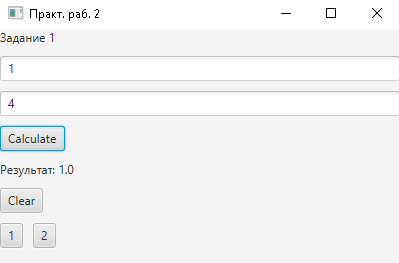 Практ. раб. 2
Задание 1
1
4
Calculate
Результат: 1.0
Clear
1 2